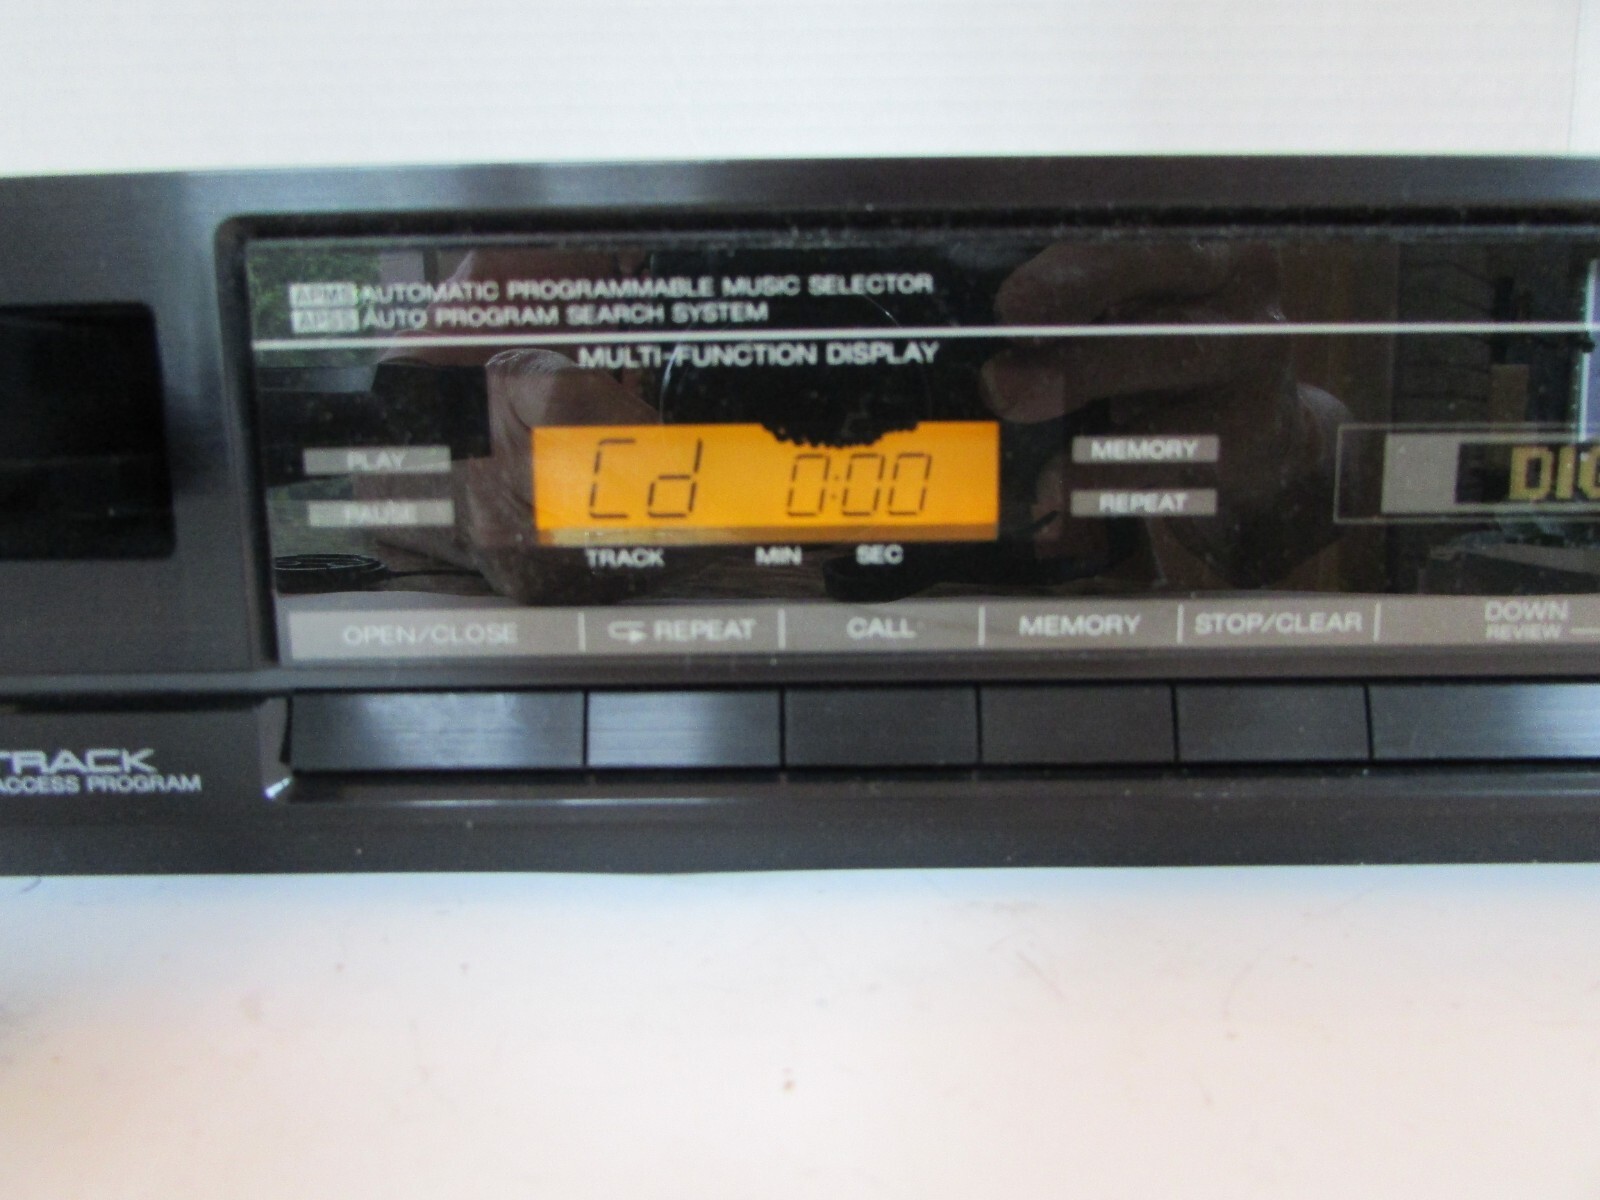 APMS AUTOMATIC PROGRAMMABLE MUSIC SELECTOR
APSS AUTO PROGRAM SEARCH SYSTEM
MULTI-FUNCTION DISPLAY
PLAY
PAUSE
Cd 0:00
TRACK MIN SEC
MEMORY
REPEAT
OPEN/CLOSE REPEAT CALL MEMORY STOP/CLEAR DOWN
REVIEW
TRACK
ACCESS PROGRAM